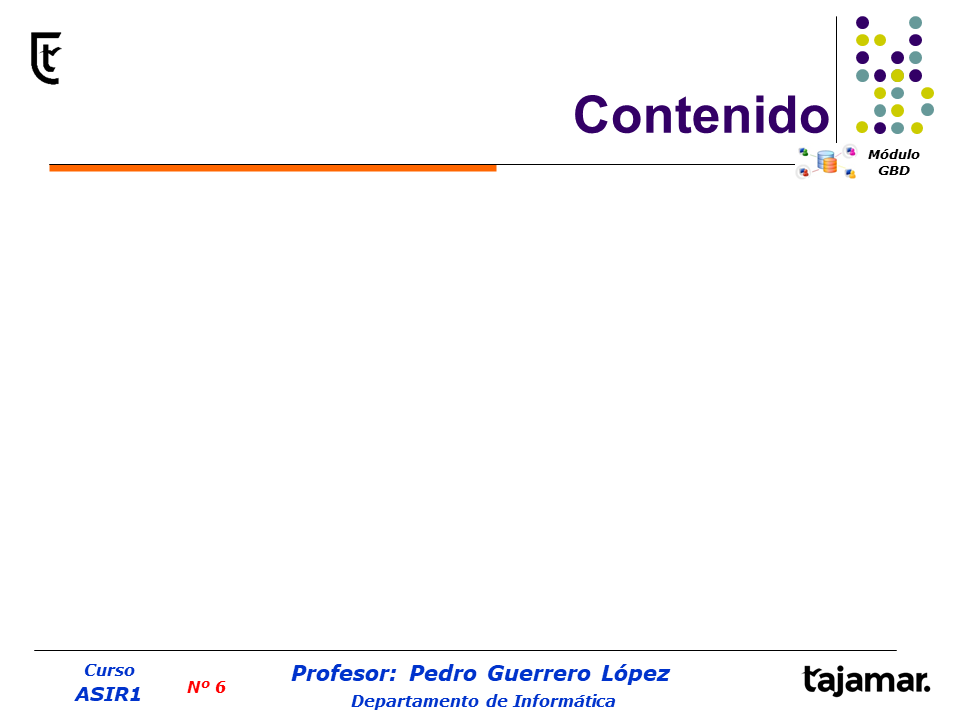 Contenido
Módulo
GBD
Curso
ASIR1
Nº 6
Profesor: Pedro Guerrero López
Departamento de Informática
tajamar.